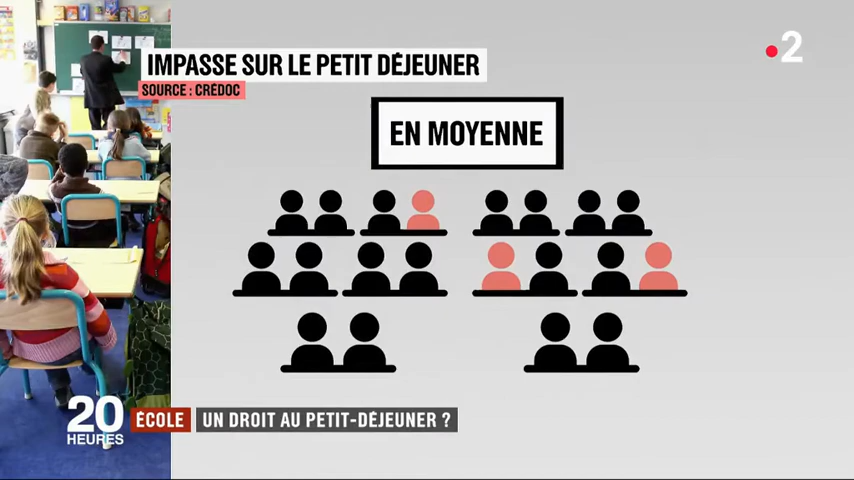 IMPASSE SUR LE PETIT DÉJEUNER
SOURCE : CRÉDOC
2
EN MOYENNE
20
HEURES
ÉCOLE
UN DROIT AU PETIT-DÉJEUNER ?